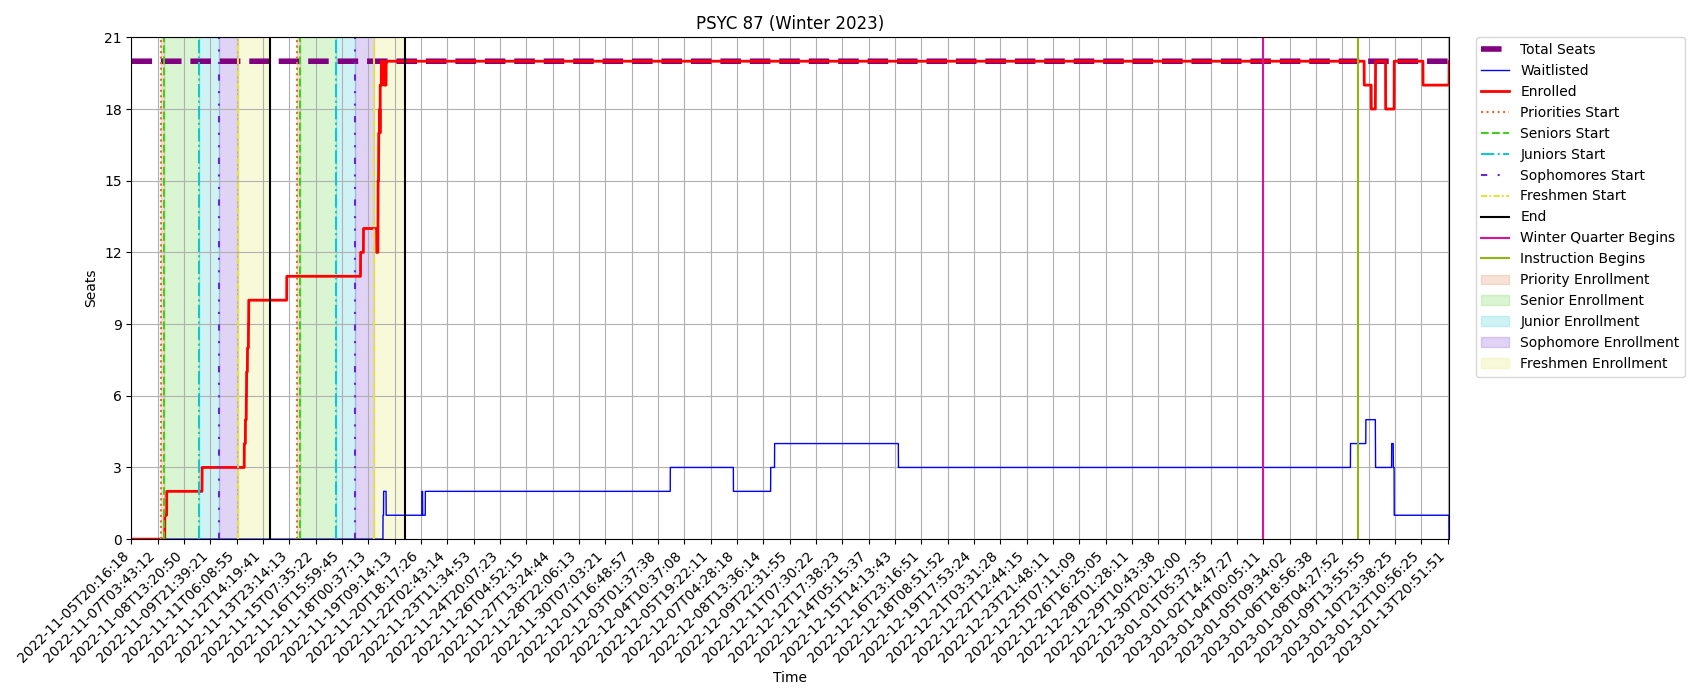 PSYC 87 (Winter 2023)
21
18
15
12
9
6
3
0
Seats
2022-11-05T20:16:18
2022-11-07T03:43:12
2022-11-08T13:20:50
2022-11-09T21:39:21
2022-11-11T06:08:55
2022-11-12T14:19:41
2022-11-13T23:14:13
2022-11-15T07:35:22
2022-11-16T15:59:45
2022-11-18T00:37:13
2022-11-19T09:14:13
2022-11-20T18:17:26
2022-11-22T02:43:14
2022-11-23T11:34:53
2022-11-24T20:07:23
2022-11-26T04:52:15
2022-11-27T13:24:44
2022-11-28T22:06:13
2022-11-30T07:03:21
2022-12-01T16:48:57
2022-12-03T01:37:38
2022-12-04T10:37:08
2022-12-05T19:22:11
2022-12-07T04:28:18
2022-12-08T13:36:14
2022-12-09T22:31:55
2022-12-11T07:30:22
2022-12-12T17:38:23
2022-12-14T05:15:37
2022-12-15T14:13:43
2022-12-16T23:16:51
2022-12-18T08:51:52
2022-12-19T17:53:24
2022-12-21T03:31:28
2022-12-22T12:44:15
2022-12-23T21:48:11
2022-12-25T07:11:09
2022-12-26T16:25:05
2022-12-28T01:28:11
2022-12-29T10:43:38
2022-12-30T20:12:00
2023-01-01T05:37:35
2023-01-02T14:47:27
2023-01-04T00:05:11
2023-01-05T09:34:02
2023-01-06T18:56:38
2023-01-08T04:27:52
2023-01-09T13:55:55
2023-01-10T23:38:25
2023-01-12T10:56:25
2023-01-13T20:51:51
Time
Total Seats
Waitlisted
Enrolled
Priorities Start
Seniors Start
Juniors Start
Sophomores Start
Freshmen Start
End
Winter Quarter Begins
Instruction Begins
Priority Enrollment
Senior Enrollment
Junior Enrollment
Sophomore Enrollment
Freshmen Enrollment